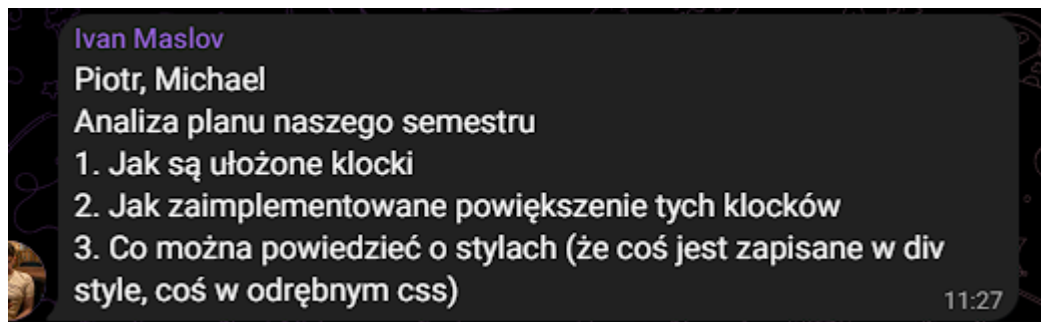 Ivan Maslov
Piotr, Michael
Analiza planu naszego semestru
1. Jak są ułożone klocki
2. Jak zaimplementowane powiększenie tych klocków
3. Co można powiedzieć o stylach (że coś jest zapisane w div
style, coś w odrębnym css)
11:27